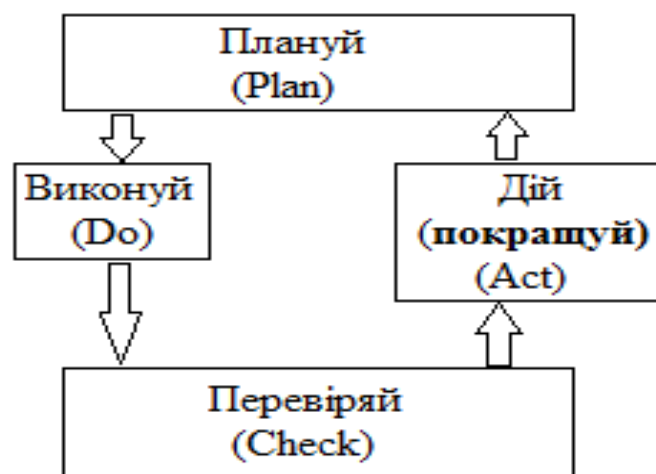 Плануй
(Plan)
Виконуй
(Do)
Дій
(покращуй)
(Act)
Перевіряй
(Check)